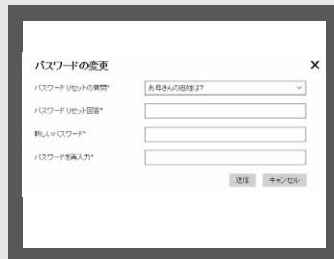 パスワードの変更
パスワードリセットの質問*
お母さんの旧姓は?
パスワードリセット回答*
新しいパスワード*
パスワードを再入力*
送信 キャンセル